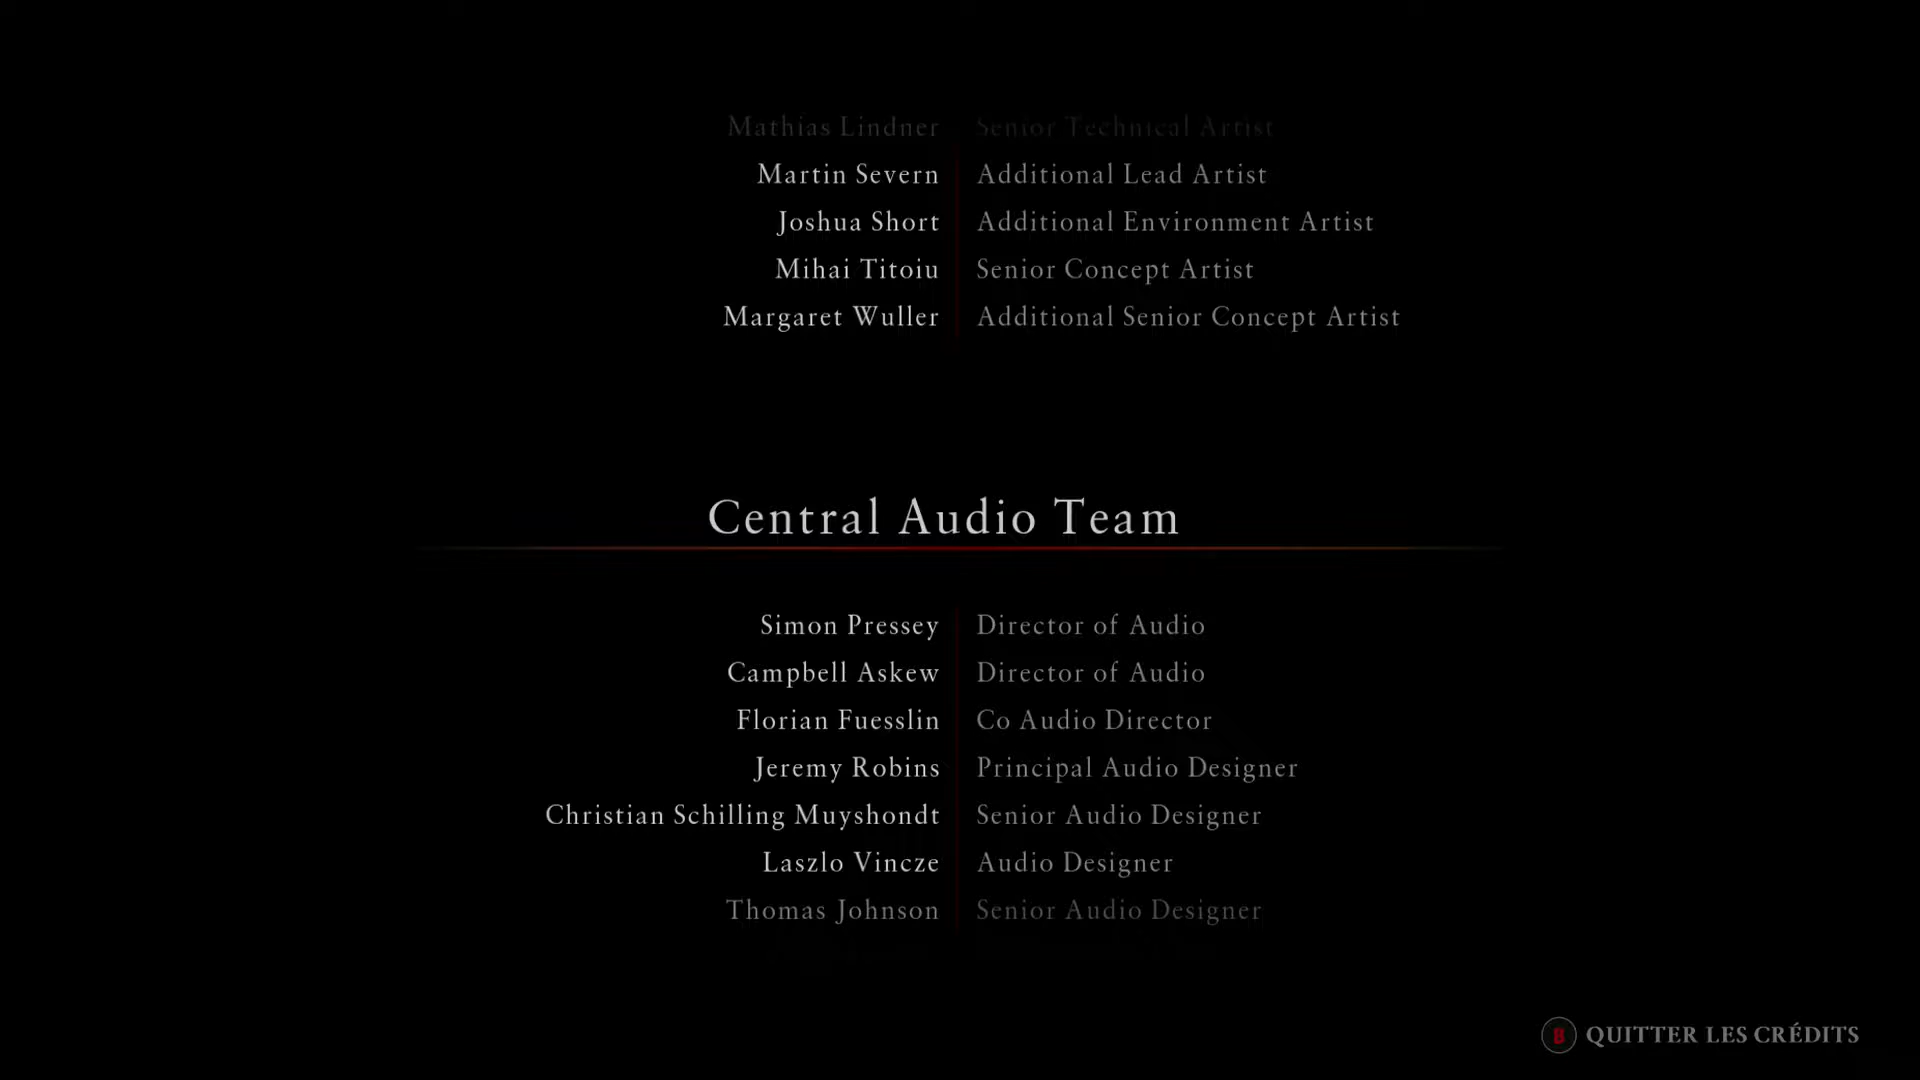 Mathias Lindner Senior Technical Artist
Martin Severn Additional Lead Artist
Joshua Short Additional Environment Artist
Mihai Titoiu Senior Concept Artist
Margaret Wuller Additional Senior Concept Artist
Central Audio Team
Simon Pressey Director of Audio
Campbell Askew Director of Audio
Florian Fuesslin Co Audio Director
Jeremy Robins Principal Audio Designer
Christian Schilling Muyshondt Senior Audio Designer
Laszlo Vincze Audio Designer
Thomas Johnson Senior Audio Designer
B QUITTER LES CRÉDITS